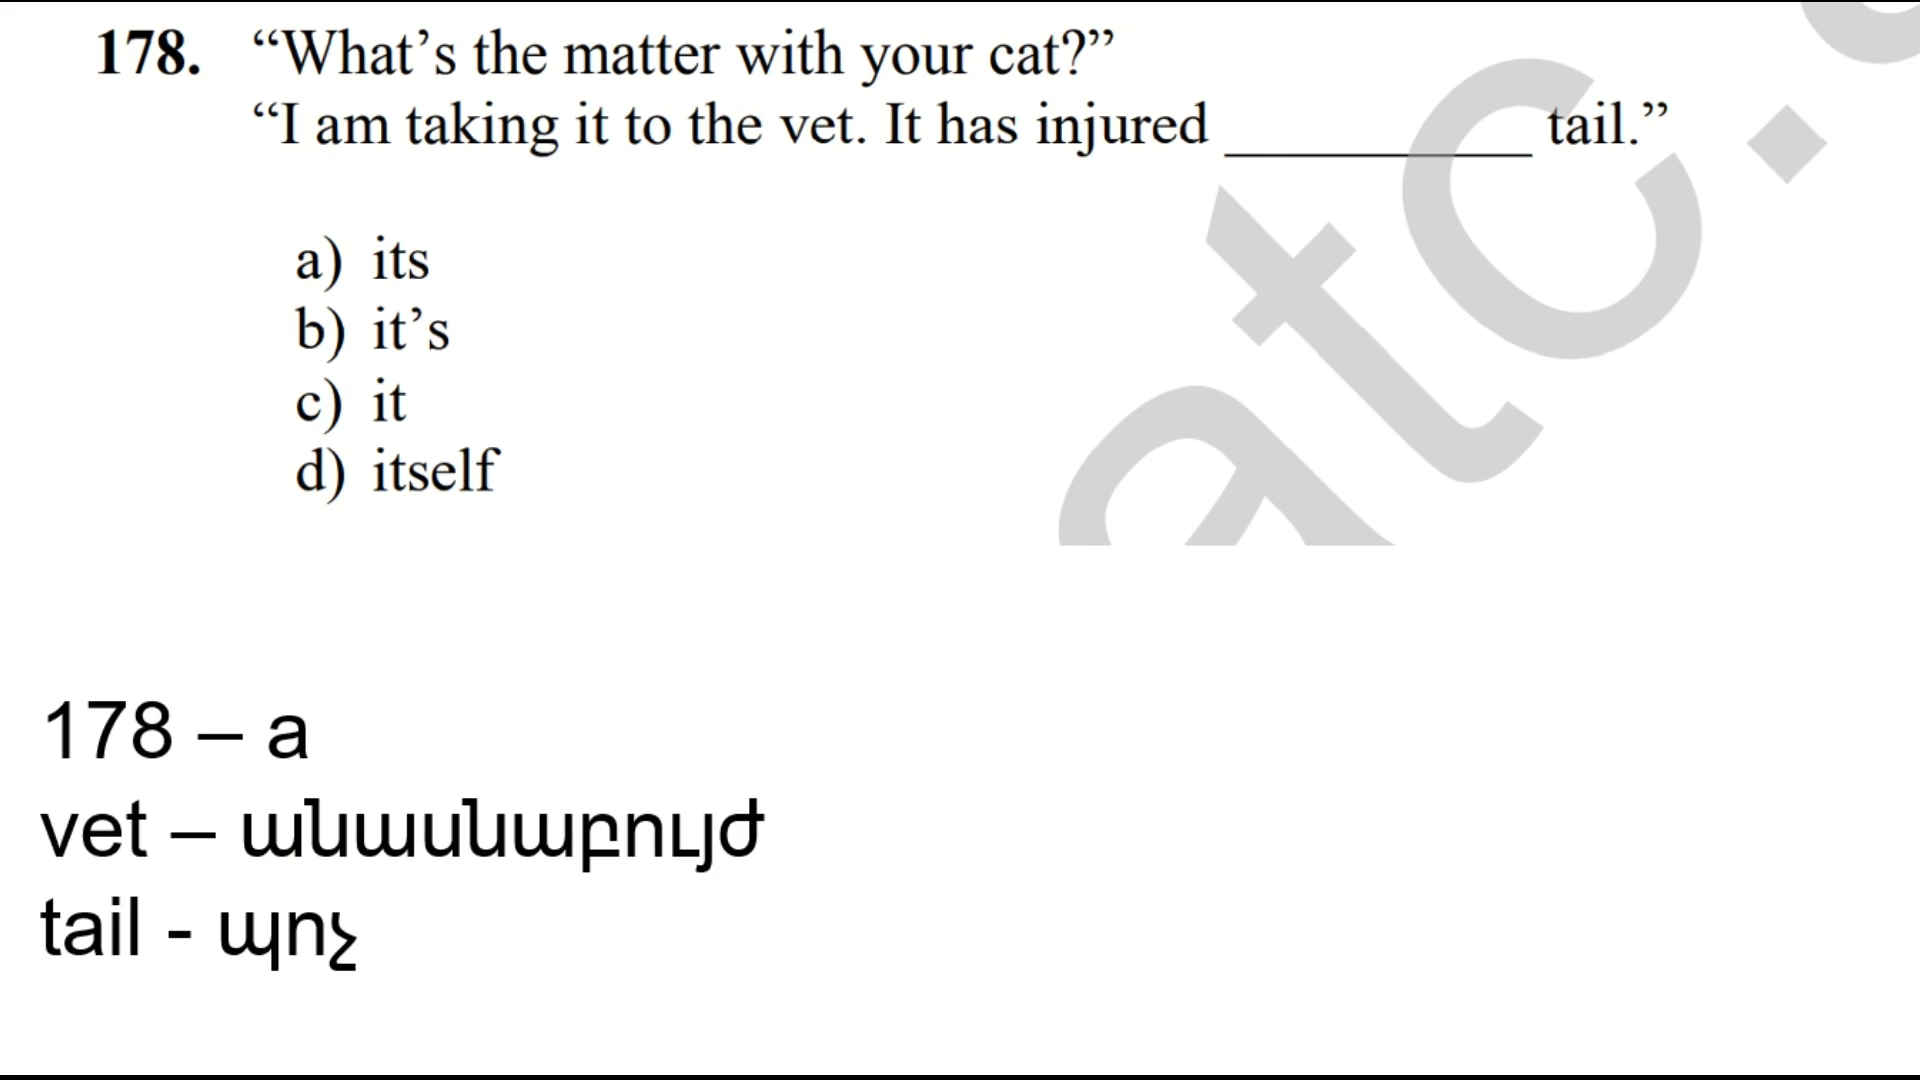 178. “What’s the matter with your cat?”
“I am taking it to the vet. It has injured __________ tail.”
a) its
b) it’s
c) it
d) itself
178 – a
vet – անասնաբույժ
tail - պոչ
atc.